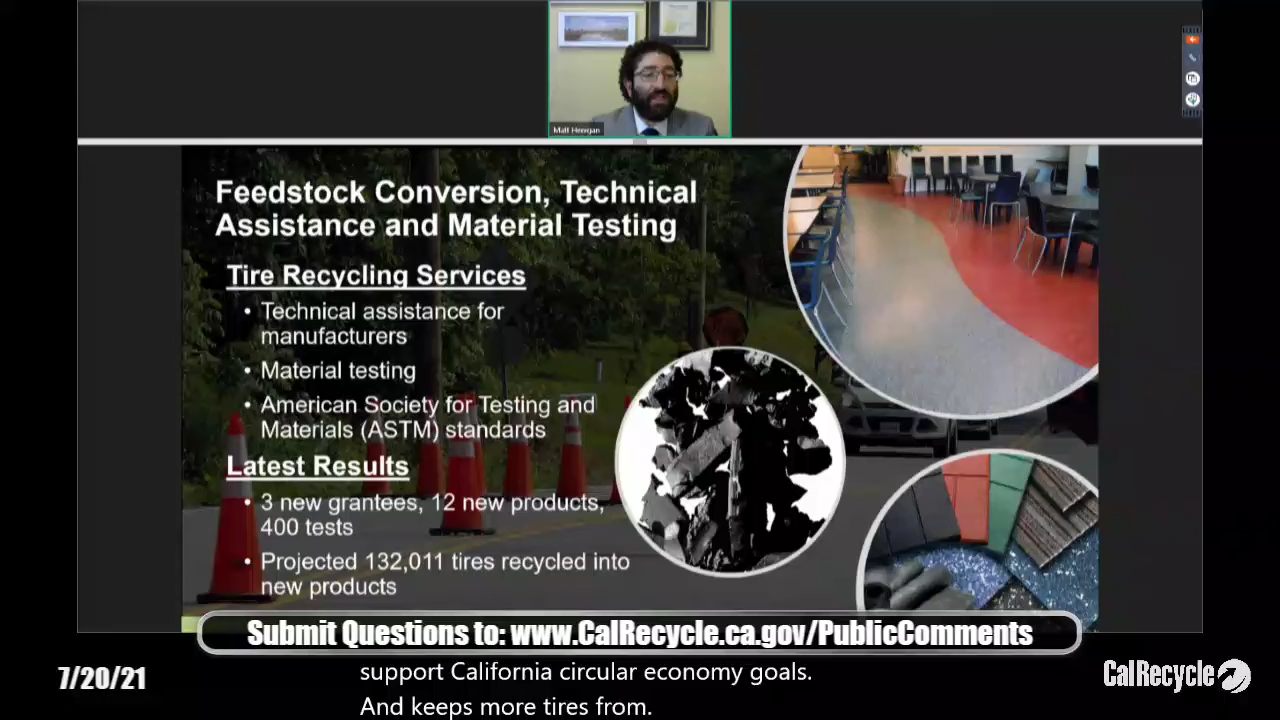 Matt Henigan
Feedstock Conversion, Technical
Assistance and Material Testing
Tire Recycling Services
• Technical assistance for
manufacturers
• Material testing
• American Society for Testing and
Materials (ASTM) standards
Latest Results
• 3 new grantees, 12 new products,
400 tests
• Projected 132,011 tires recycled into
new products
Submit Questions to: www.CalRecycle.ca.gov/PublicComments
7/20/21
support California circular economy goals.
And keeps more tires from.
CalRecycle